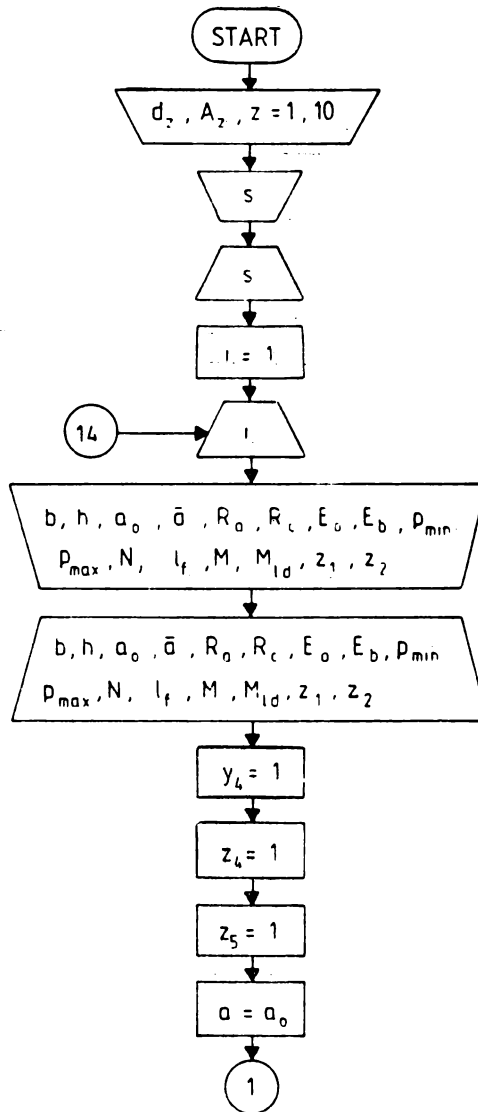 START
d_z, A_z, z = 1, 10
s
s
ι = 1
14
ι
b, h, a_o, ā, R_a, R_c, E_a, E_b, p_min
p_max, N, l_f, M, M_ld, z_1, z_2
b, h, a_o, ā, R_a, R_c, E_a, E_b, p_min
p_max, N, l_f, M, M_ld, z_1, z_2
y_4 = 1
z_4 = 1
z_5 = 1
a = a_o
1